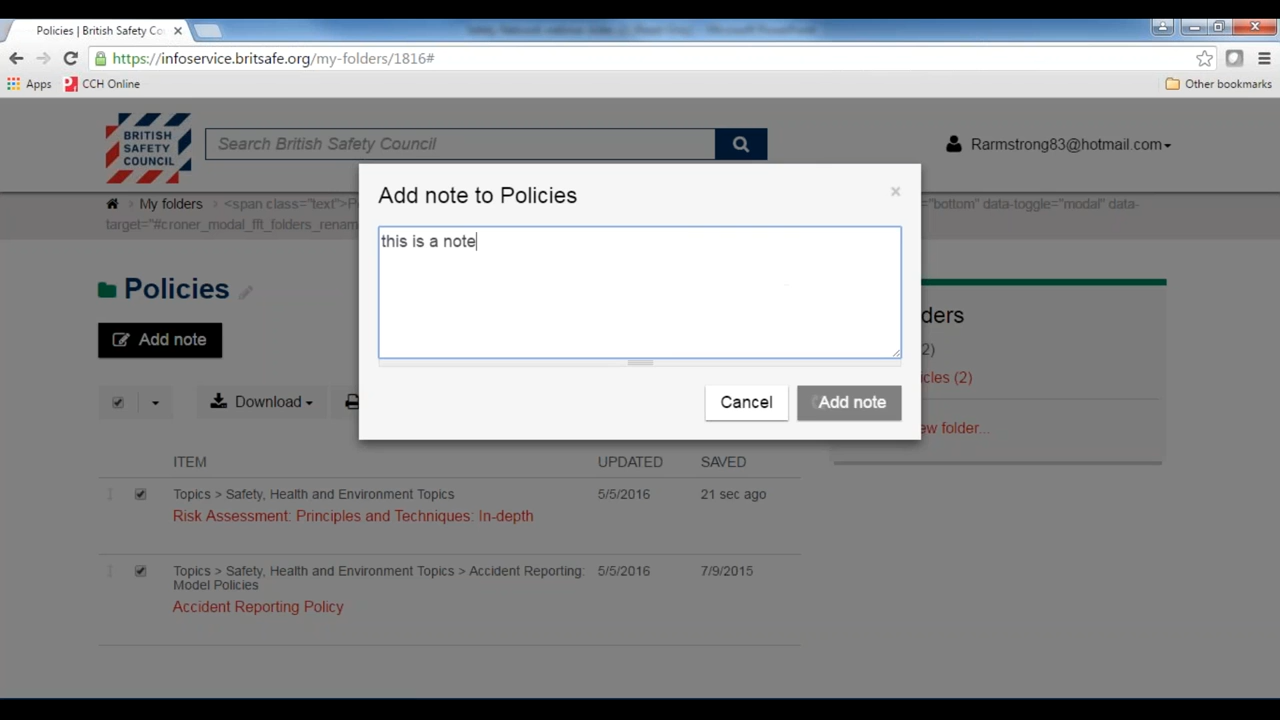 Policies | British Safety Co
https://infoservice.britsafe.org/my-folders/1816#
Apps CCH Online Other bookmarks
BRITISH
SAFETY
COUNCIL
Search British Safety Council
Rarmstrong83@hotmail.com
My folders > <span class="text">P ="bottom" data-toggle="modal" data-
target="#croner_modal_fft_folders_renam
Add note to Policies ×
this is a note
Cancel Add note
Policies
Add note
Download
ders
2)
cles (2)
ew folder...
ITEM UPDATED SAVED
Topics > Safety, Health and Environment Topics 5/5/2016 21 sec ago
Risk Assessment: Principles and Techniques: In-depth
Topics > Safety, Health and Environment Topics > Accident Reporting: 5/5/2016 7/9/2015
Model Policies
Accident Reporting Policy